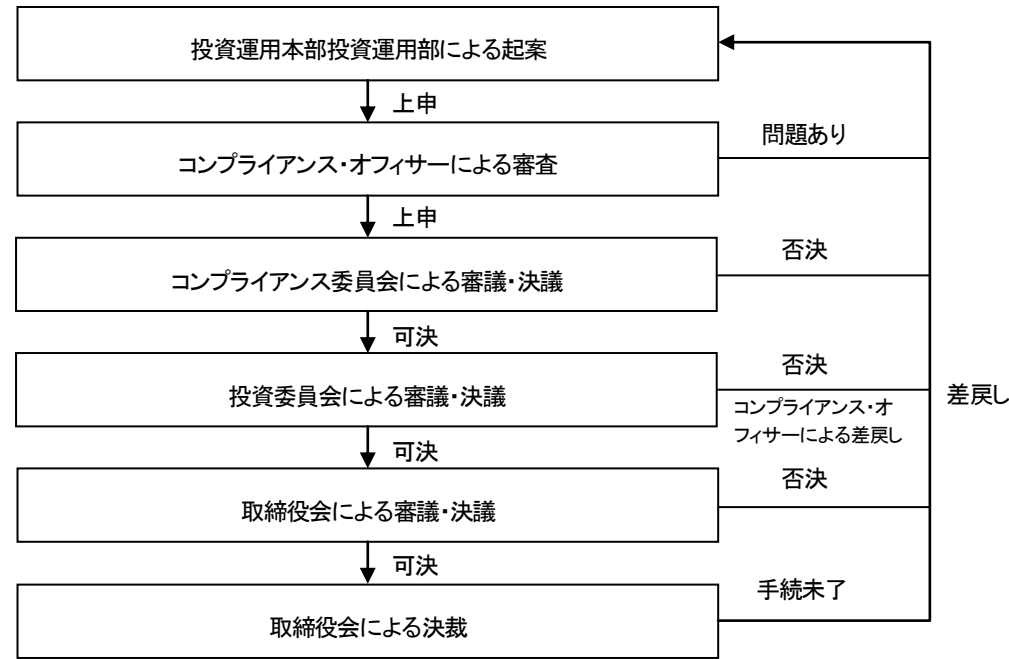 投資運用本部投資運用部による起案
上申
問題あり
コンプライアンス・オフィサーによる審査
上申
否決
コンプライアンス委員会による審議・決議
可決
否決
投資委員会による審議・決議
差戻し
コンプライアンス・オ
フィサーによる差戻し
可決
否決
取締役会による審議・決議
可決
手続未了
取締役会による決裁